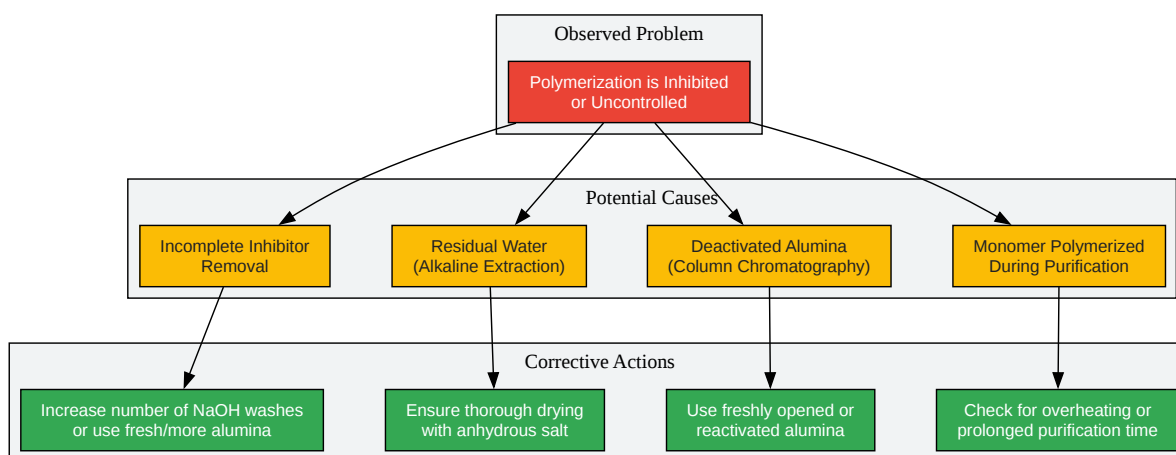 Observed Problem
Polymerization is Inhibited
or Uncontrolled
Potential Causes
Incomplete Inhibitor
Removal
Residual Water
(Alkaline Extraction)
Deactivated Alumina
(Column Chromatography)
Monomer Polymerized
During Purification
Corrective Actions
Increase number of NaOH washes
or use fresh/more alumina
Ensure thorough drying
with anhydrous salt
Use freshly opened or
reactivated alumina
Check for overheating or
prolonged purification time